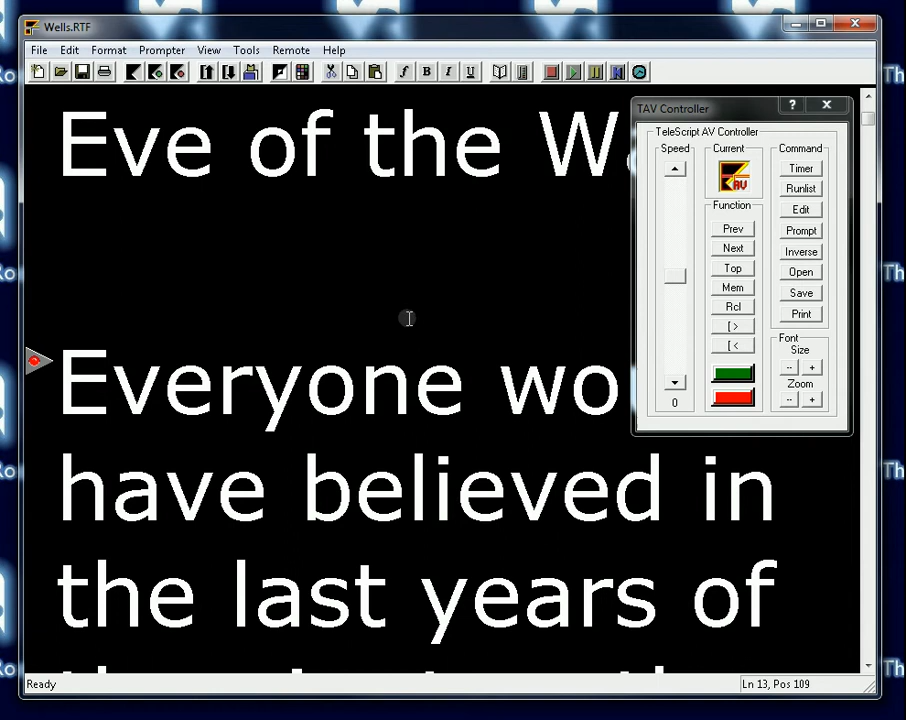 Wells.RTF
File Edit Format Prompter View Tools Remote Help
Eve of the W
Everyone wo
have believed in
the last years of
TAV Controller
TeleScript AV Controller
Speed
0
Current
AV
Function
Prev
Next
Top
Mem
Rcl
[ >
[ <
Command
Timer
Runlist
Edit
Prompt
Inverse
Open
Save
Print
Font
Size
-- +
Zoom
-- +
Ready
Ln 13, Pos 109